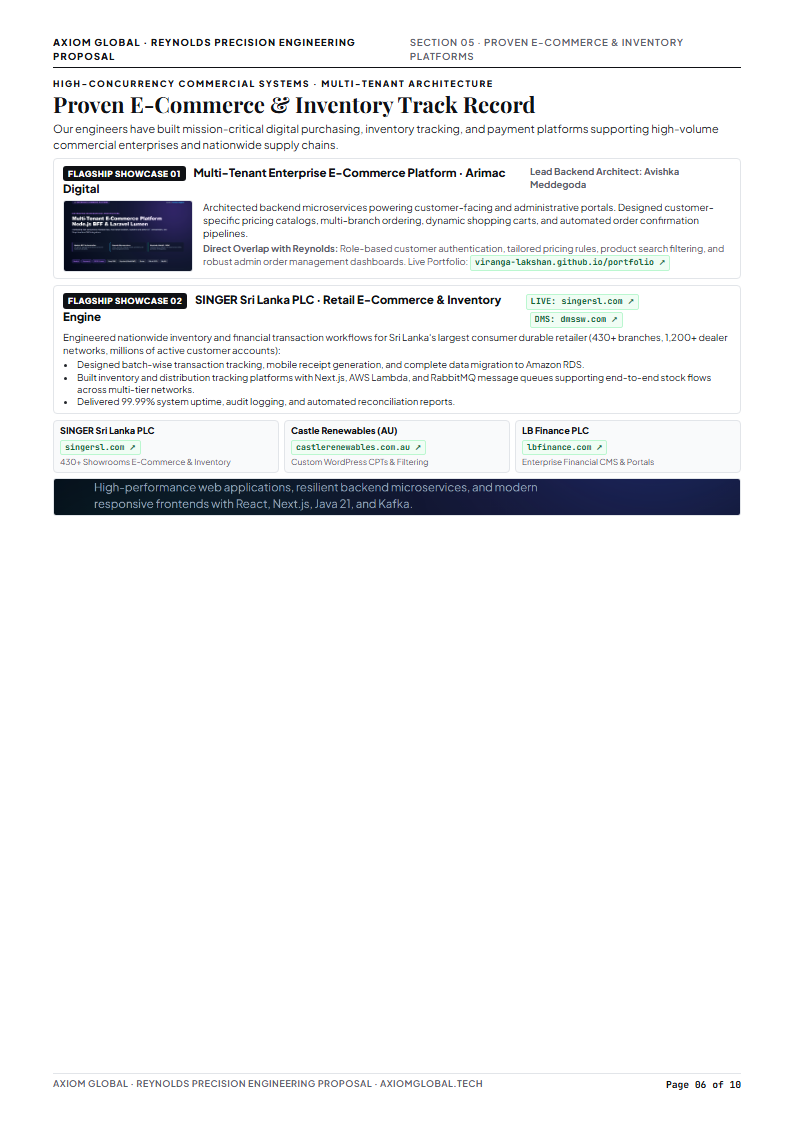 AXIOM GLOBAL · REYNOLDS PRECISION ENGINEERING
PROPOSAL
SECTION 05 · PROVEN E-COMMERCE & INVENTORY
PLATFORMS
HIGH-CONCURRENCY COMMERCIAL SYSTEMS · MULTI-TENANT ARCHITECTURE
Proven E-Commerce & Inventory Track Record
Our engineers have built mission-critical digital purchasing, inventory tracking, and payment platforms supporting high-volume
commercial enterprises and nationwide supply chains.
FLAGSHIP SHOWCASE 01 Multi-Tenant Enterprise E-Commerce Platform · Arimac
Digital
Lead Backend Architect: Avishka
Meddegoda
Multi-Tenant E-Commerce Platform
Node.js BFF & Laravel Lumen
Architected backend microservices powering customer-facing and administrative portals. Designed customer-
specific pricing catalogs, multi-branch ordering, dynamic shopping carts, and automated order confirmation
pipelines.
Direct Overlap with Reynolds: Role-based customer authentication, tailored pricing rules, product search filtering, and
robust admin order management dashboards. Live Portfolio: viranga-lakshan.github.io/portfolio ↗
FLAGSHIP SHOWCASE 02 SINGER Sri Lanka PLC · Retail E-Commerce & Inventory
Engine
LIVE: singersl.com ↗
DMS: dmssw.com ↗
Engineered nationwide inventory and financial transaction workflows for Sri Lanka's largest consumer durable retailer (430+ branches, 1,200+ dealer
networks, millions of active customer accounts):
• Designed batch-wise transaction tracking, mobile receipt generation, and complete data migration to Amazon RDS.
• Built inventory and distribution tracking platforms with Next.js, AWS Lambda, and RabbitMQ message queues supporting end-to-end stock flows
across multi-tier networks.
• Delivered 99.99% system uptime, audit logging, and automated reconciliation reports.
SINGER Sri Lanka PLC
singersl.com ↗
430+ Showrooms E-Commerce & Inventory
Castle Renewables (AU)
castlerenewables.com.au ↗
Custom WordPress CPTs & Filtering
LB Finance PLC
lbfinance.com ↗
Enterprise Financial CMS & Portals
High-performance web applications, resilient backend microservices, and modern
responsive frontends with React, Next.js, Java 21, and Kafka.
AXIOM GLOBAL · REYNOLDS PRECISION ENGINEERING PROPOSAL · AXIOMGLOBAL.TECH
Page 06 of 10